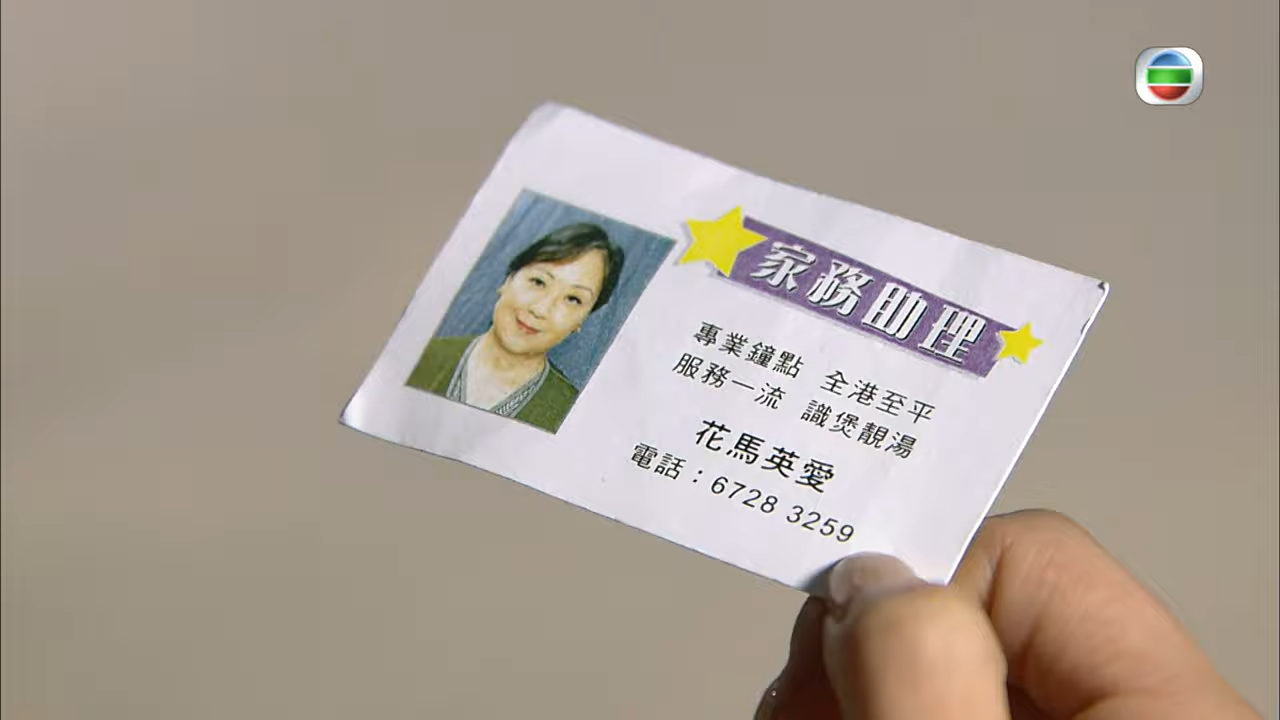 家務助理
專業鐘點 全港至平
服務一流 識煲靚湯
花馬英愛
電話：6728 3259